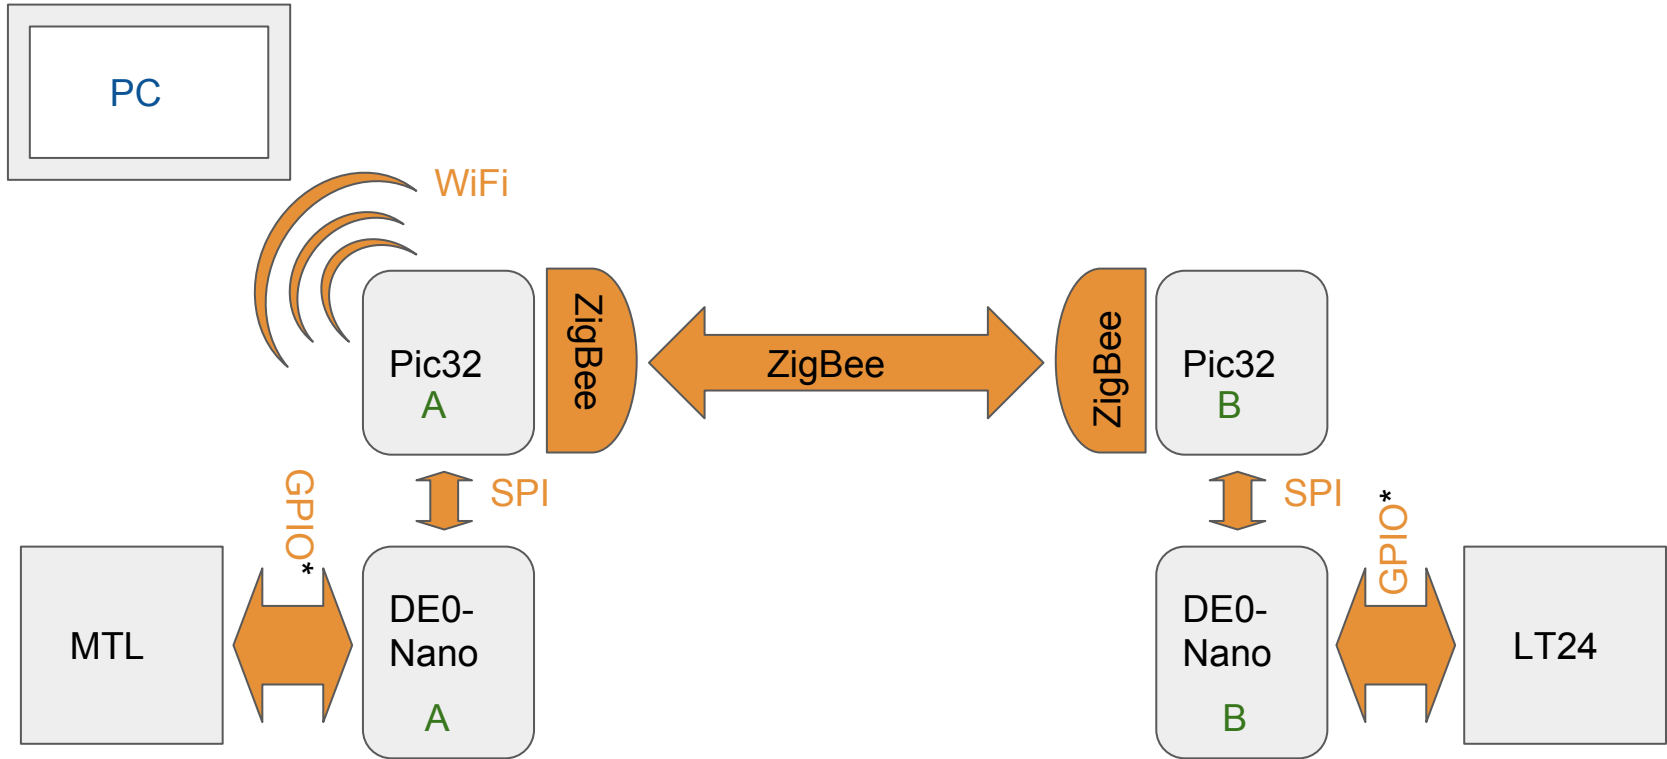 PC
WiFi
Pic32
A
ZigBee
ZigBee
ZigBee
Pic32
B
GPIO*
SPI
SPI
GPIO*
MTL
DE0-
Nano
A
DE0-
Nano
B
LT24